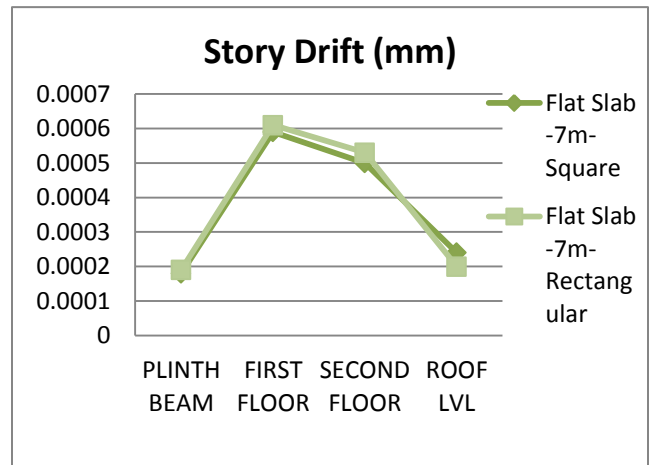 Story Drift (mm)
0.0007
0.0006
0.0005
0.0004
0.0003
0.0002
0.0001
0
PLINTH
BEAM
FIRST
FLOOR
SECOND
FLOOR
ROOF
LVL
Flat Slab
-7m-
Square
Flat Slab
-7m-
Rectang
ular